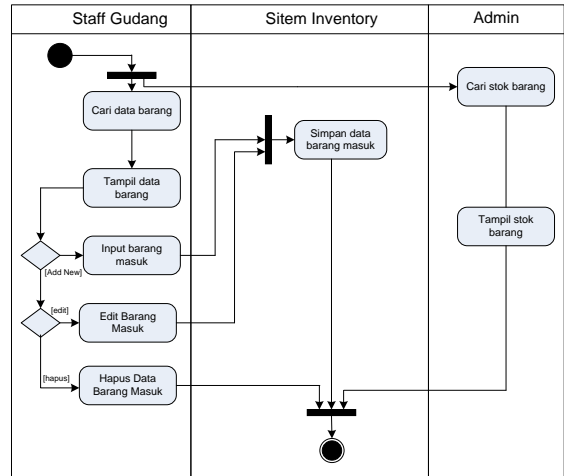 Staff Gudang
Sitem Inventory
Admin
Cari data barang
Cari stok barang
Simpan data
barang masuk
Tampil data
barang
Tampil stok
barang
Input barang
masuk
[Add New]
[edit]
Edit Barang
Masuk
[hapus]
Hapus Data
Barang Masuk